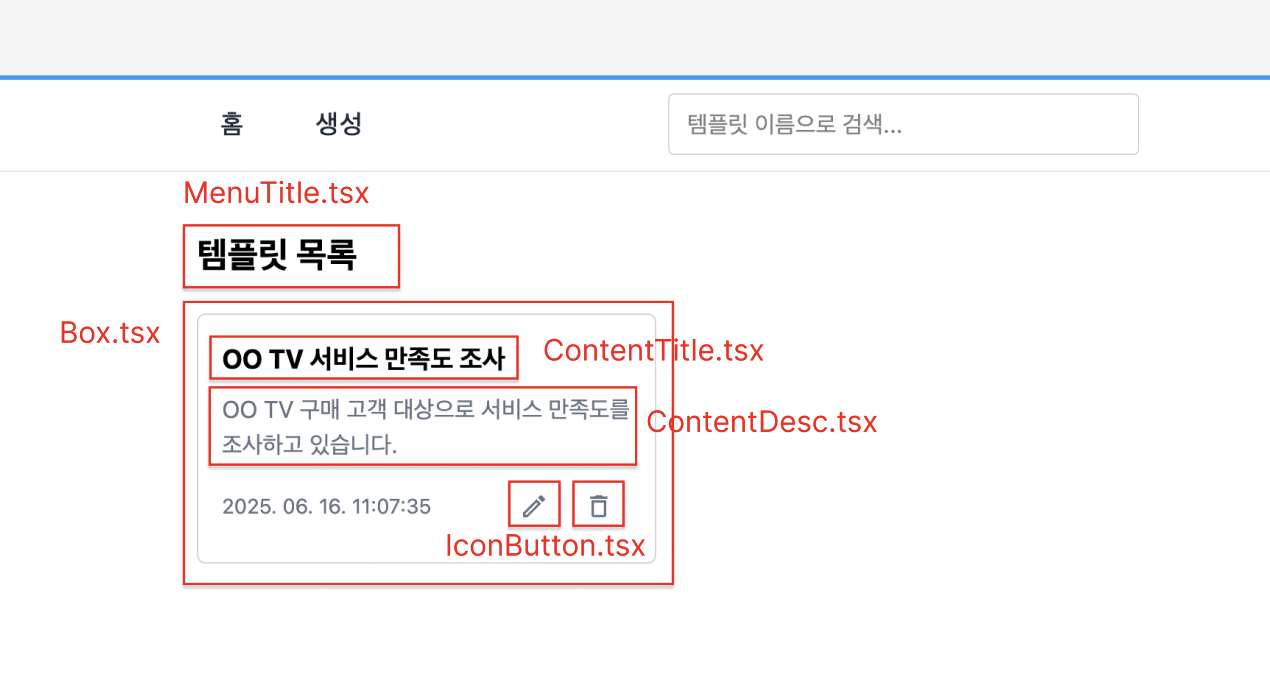 홈 생성 템플릿 이름으로 검색...
MenuTitle.tsx
템플릿 목록
Box.tsx
OO TV 서비스 만족도 조사 ContentTitle.tsx
OO TV 구매 고객 대상으로 서비스 만족도를
조사하고 있습니다.
ContentDesc.tsx
2025. 06. 16. 11:07:35
IconButton.tsx